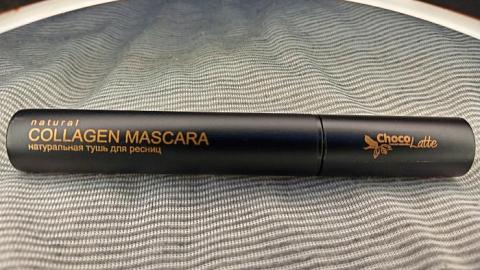 natural
COLLAGEN MASCARA
натуральная тушь для ресниц
Choco
Latte